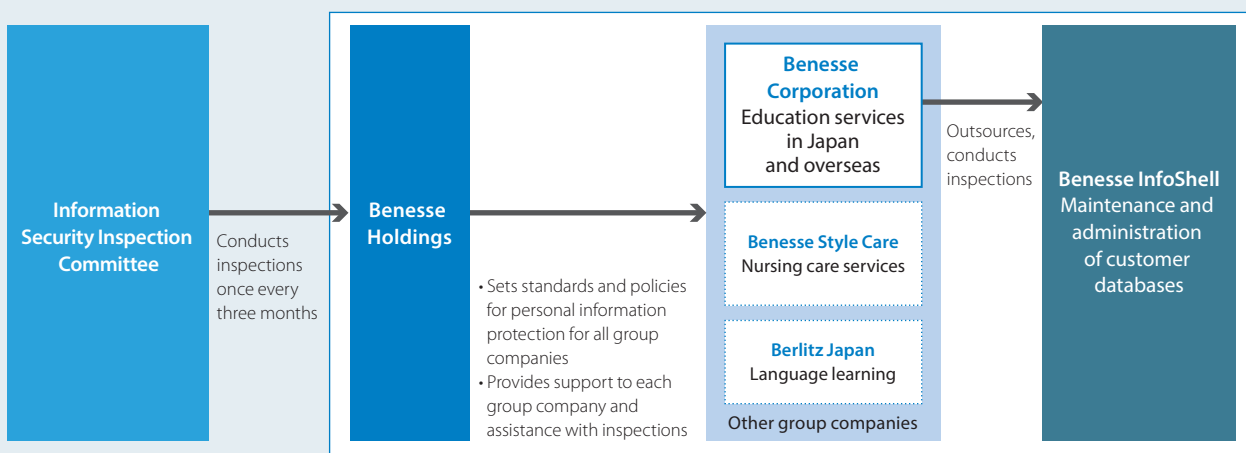 Information
Security Inspection
Committee
Conducts
inspections
once every
three months
Benesse
Holdings
• Sets standards and policies
for personal information
protection for all group
companies
• Provides support to each
group company and
assistance with inspections
Benesse
Corporation
Education services
in Japan
and overseas
Benesse Style Care
Nursing care services
Berlitz Japan
Language learning
Other group companies
Outsources,
conducts
inspections
Benesse InfoShell
Maintenance and
administration
of customer
databases